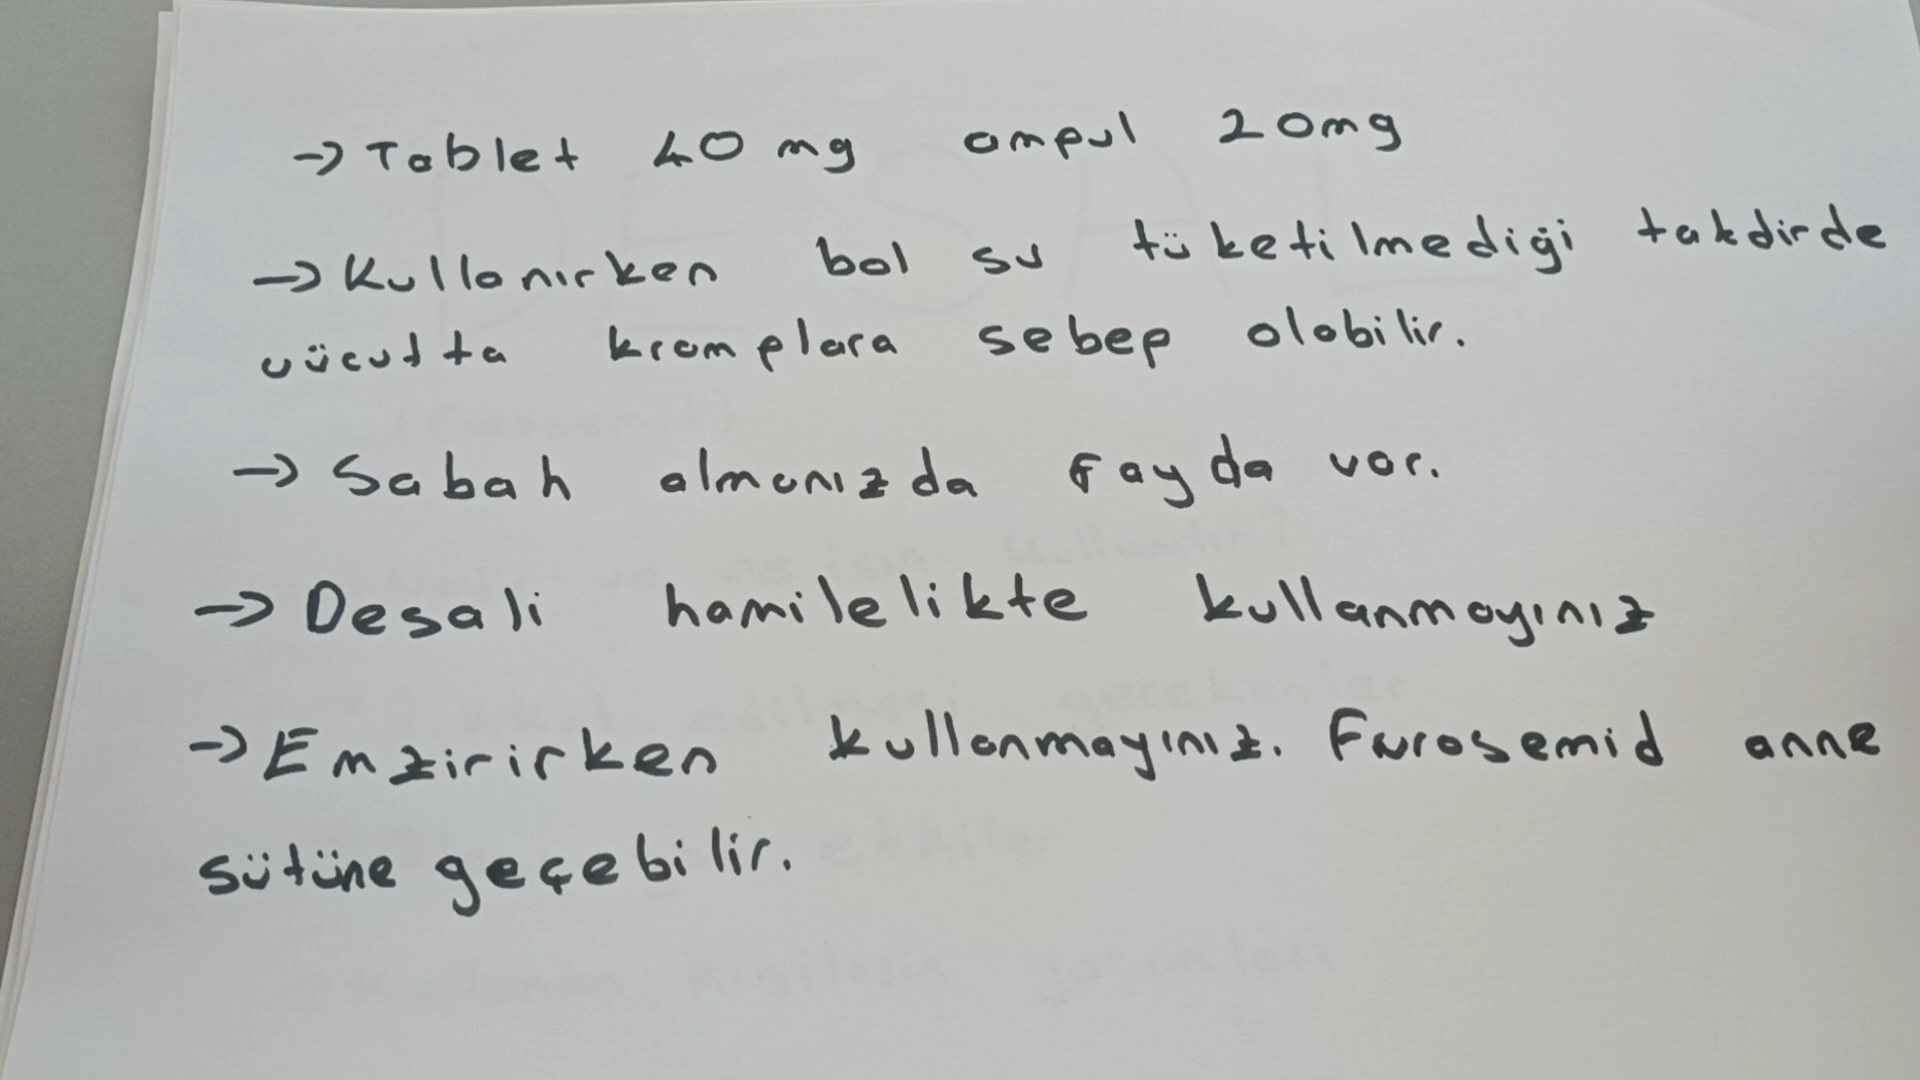 → Tablet 40 mg ampul 20mg
→ Kullanırken bol su tüketilmediği takdirde
vücutta kramplara sebep olabilir.
→ Sabah almanızda fayda var.
→ Desali hamilelikte kullanmayınız
→ Emzirirken kullanmayınız. Furosemid anne
sütüne geçebilir.